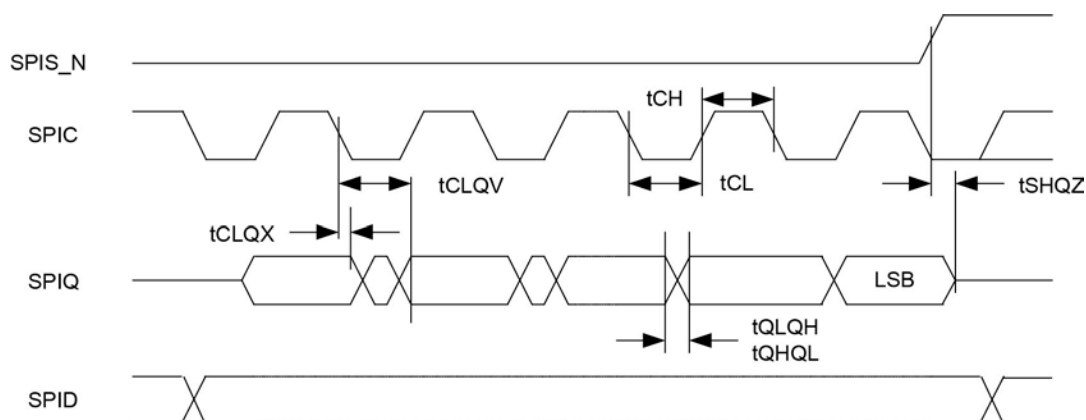 SPIS_N
tCH
SPIC
tCLQV
tCL
tSHQZ
tCLQX
SPIQ
LSB
tQLQH
tQHQL
SPID